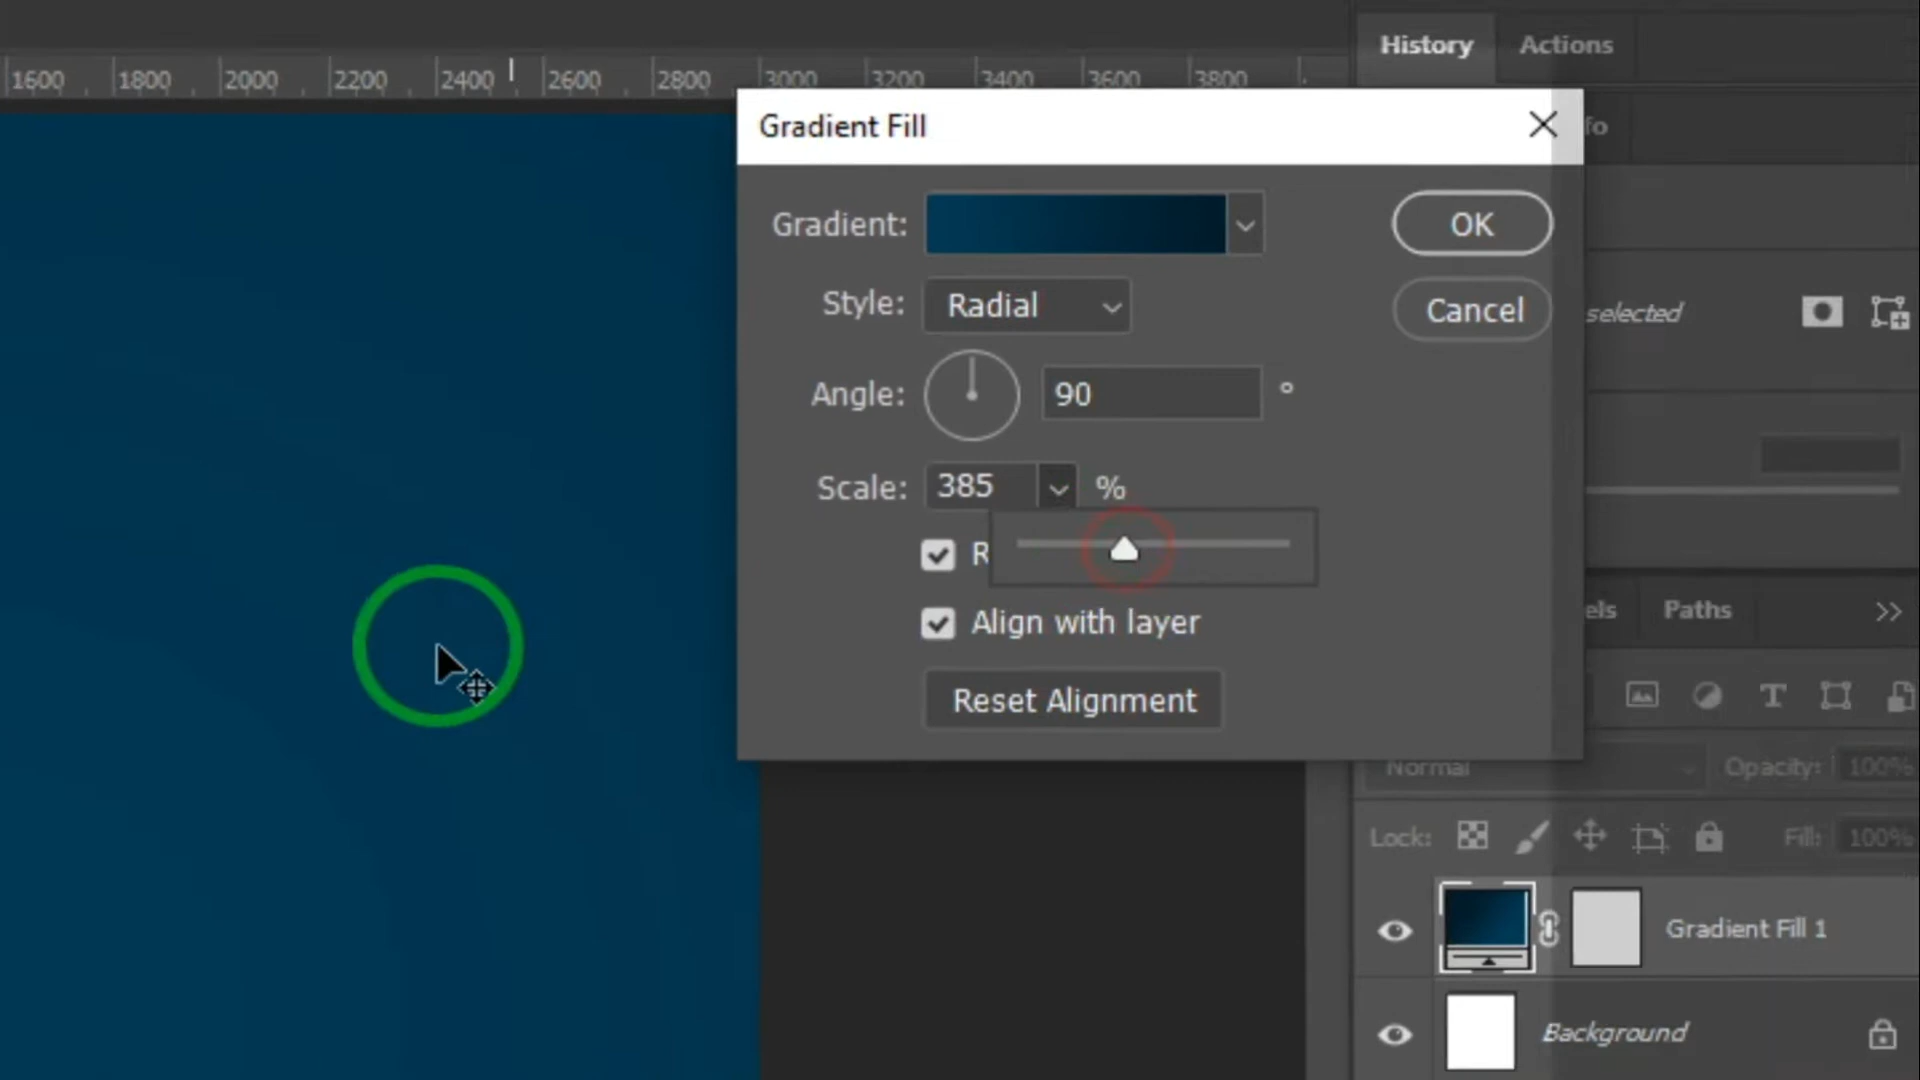 History Actions
1600 1800 2000 2200 2400 2600 2800 3000 3200 3400 3600 3800
Gradient Fill
fo
Gradient:
OK
Style: Radial
Cancel
selected
Angle: 90 °
Scale: 385 %
R
Align with layer
els Paths
Reset Alignment
Normal Opacity: 100%
Lock: Fill: 100%
Gradient Fill 1
Background